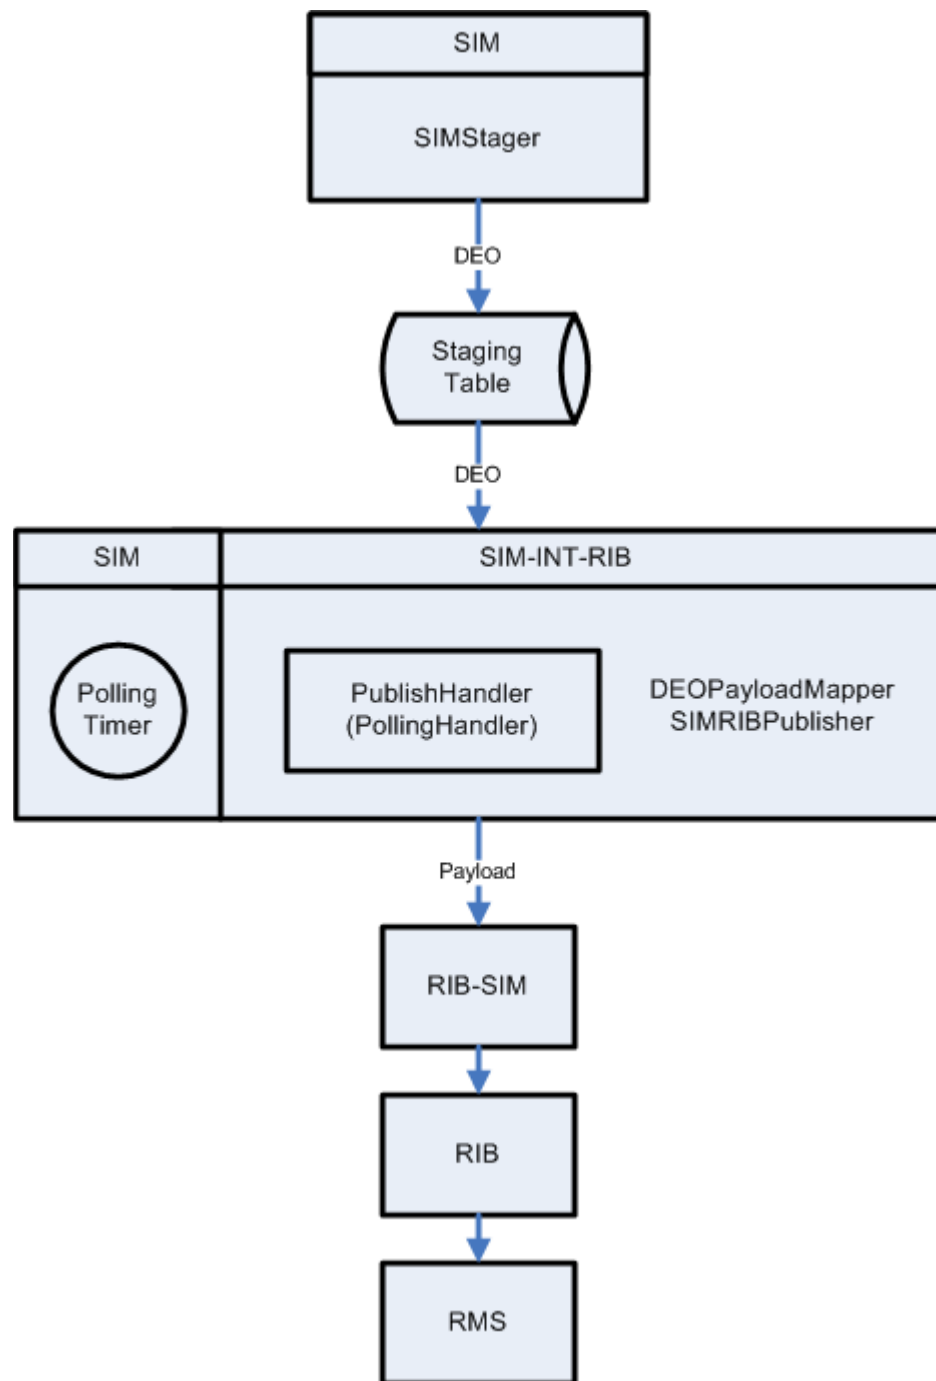 SIM
SIMStager
DEO
Staging
Table
DEO
SIM
SIM-INT-RIB
Polling
Timer
PublishHandler
(PollingHandler)
DEOPayloadMapper
SIMRIBPublisher
Payload
RIB-SIM
RIB
RMS